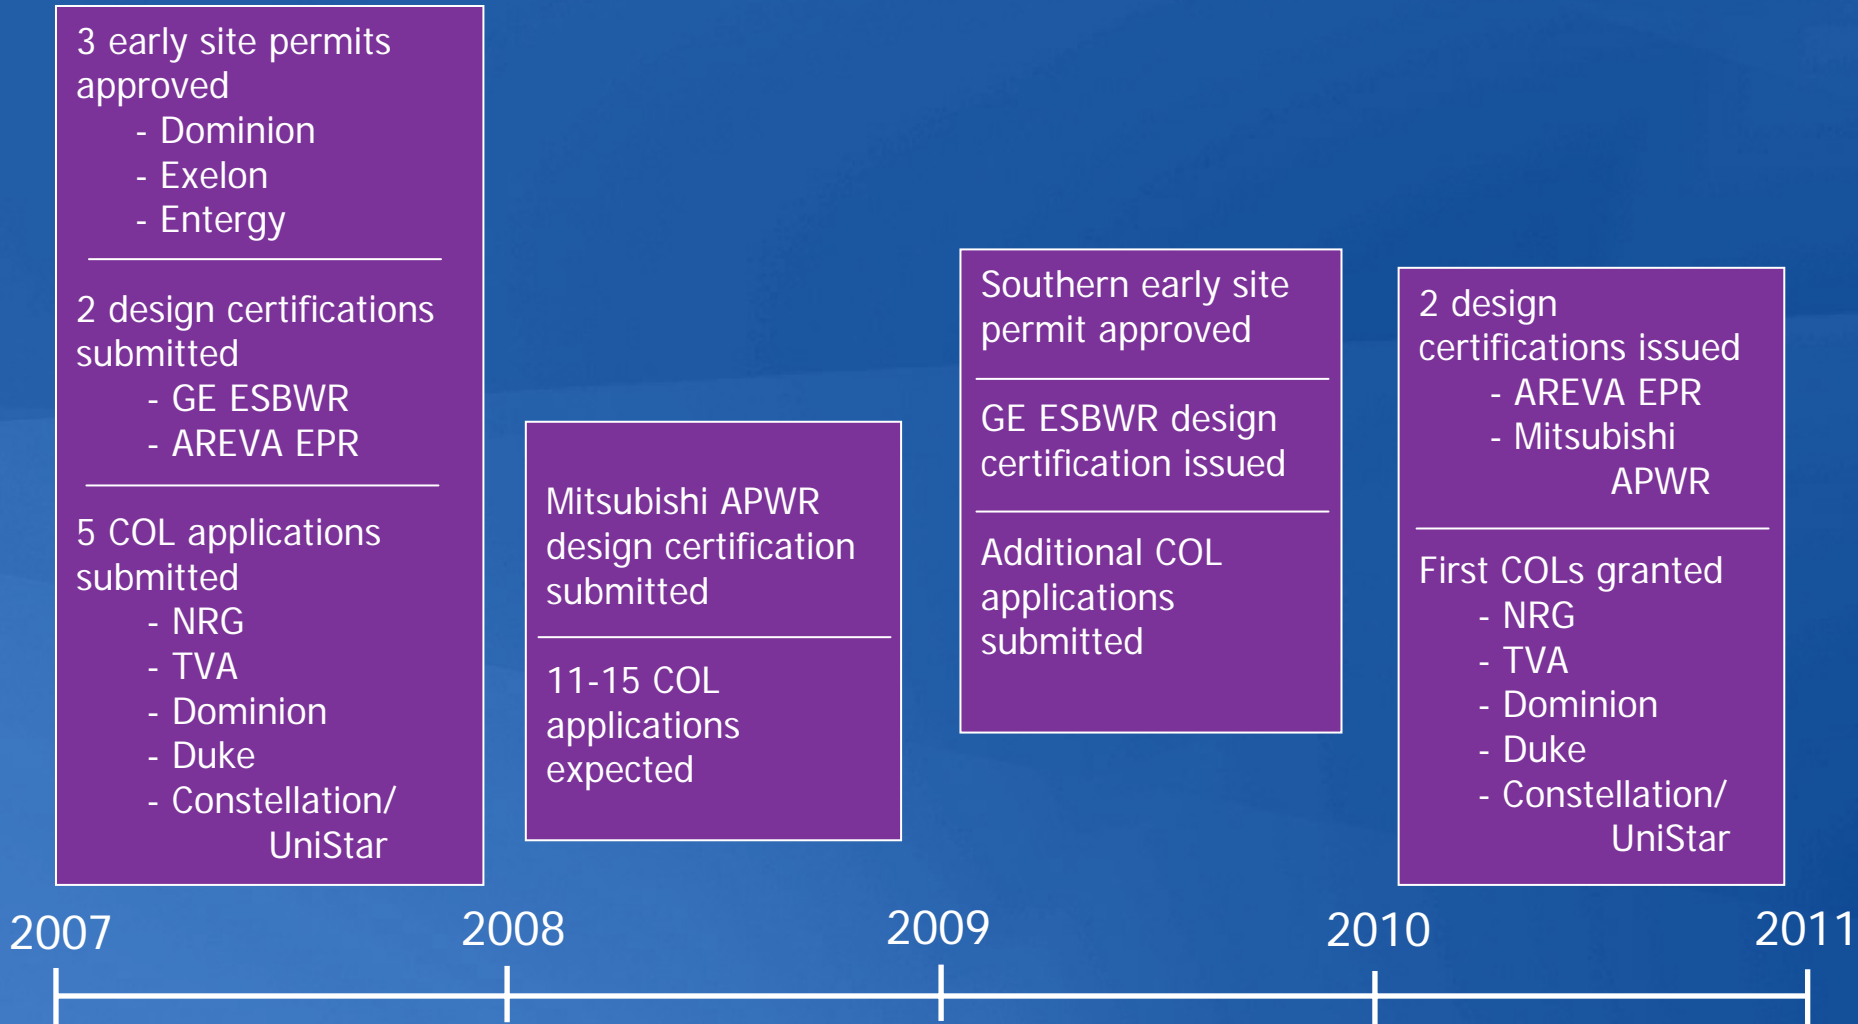 3 early site permits
approved
- Dominion
- Exelon
- Entergy
2 design certifications
submitted
- GE ESBWR
- AREVA EPR
5 COL applications
submitted
- NRG
- TVA
- Dominion
- Duke
- Constellation/
UniStar
Mitsubishi APWR
design certification
submitted
11-15 COL
applications
expected
Southern early site
permit approved
GE ESBWR design
certification issued
Additional COL
applications
submitted
2 design
certifications issued
- AREVA EPR
- Mitsubishi
APWR
First COLs granted
- NRG
- TVA
- Dominion
- Duke
- Constellation/
UniStar
2007 2008 2009 2010 2011